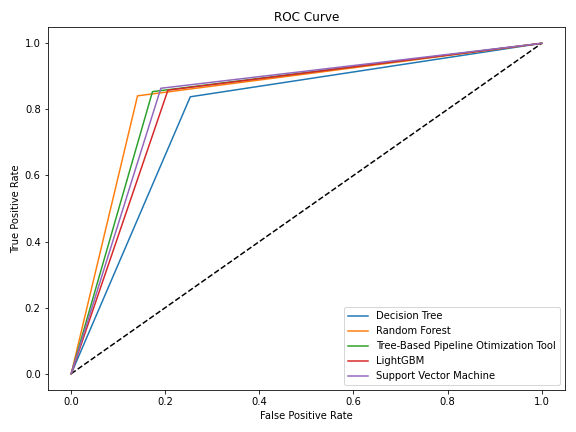 ROC Curve
True Positive Rate
1.0
0.8
0.6
0.4
0.2
0.0
Decision Tree
Random Forest
Tree-Based Pipeline Otimization Tool
LightGBM
Support Vector Machine
0.0 0.2 0.4 0.6 0.8 1.0
False Positive Rate